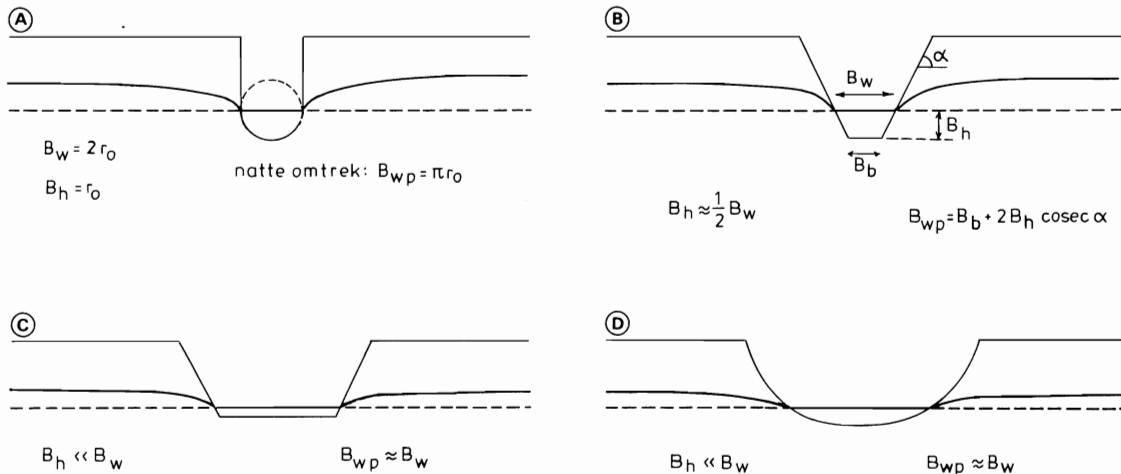 A
B_w = 2 r_o
B_h = r_o
natte omtrek: B_wp = πr_o
B
α
B_w
B_h
B_b
B_h ≈ 1/2 B_w
B_wp = B_b + 2 B_h cosec α
C
B_h << B_w
B_wp ≈ B_w
D
B_h << B_w
B_wp ≈ B_w